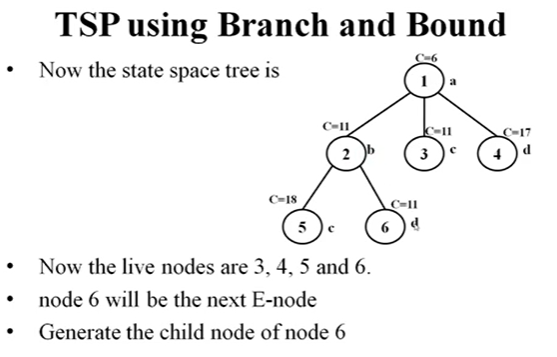 TSP using Branch and Bound
• Now the state space tree is
C=6
1 a
C=11 C=11 C=17
2 b 3 c 4 d
C=18 C=11
5 c 6 d
• Now the live nodes are 3, 4, 5 and 6.
• node 6 will be the next E-node
• Generate the child node of node 6